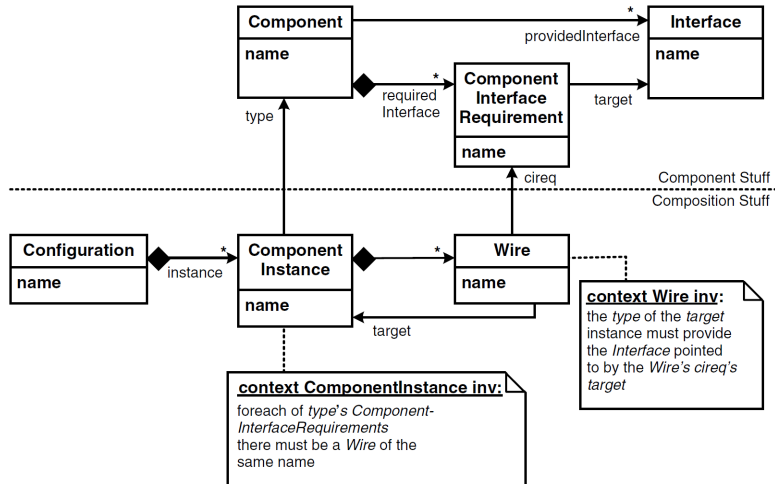 Component
name
*
providedInterface
Interface
name
*
required
Interface
Component
Interface
Requirement
name
target
type
cireq
Component Stuff
Composition Stuff
Configuration
name
*
instance
Component
Instance
name
*
Wire
name
target
context Wire inv:
the type of the target
instance must provide
the Interface pointed
to by the Wire's cireq's
target
context ComponentInstance inv:
foreach of type's Component-
InterfaceRequirements
there must be a Wire of the
same name